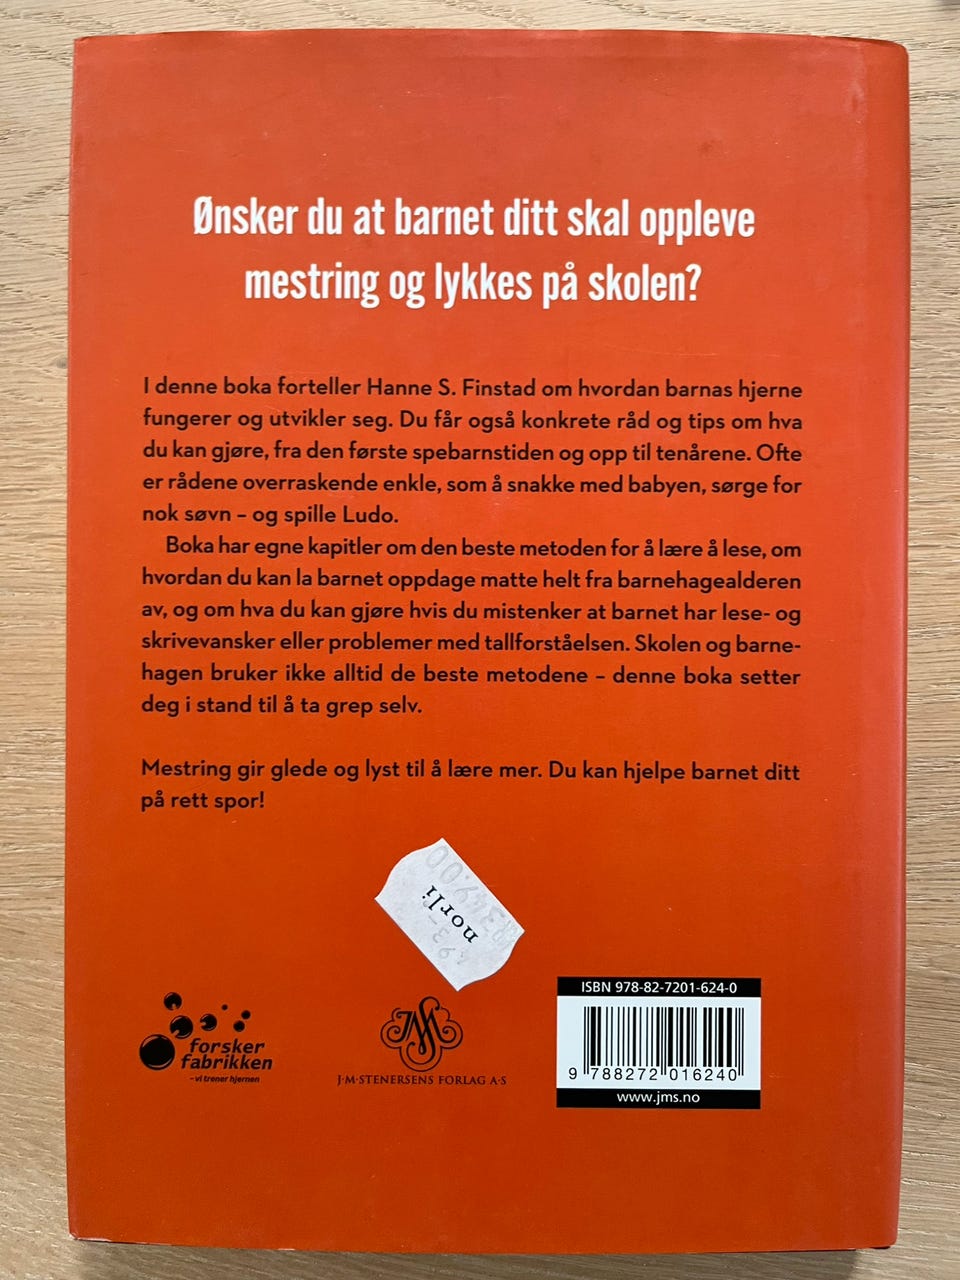 Ønsker du at barnet ditt skal oppleve
mestring og lykkes på skolen?
I denne boka forteller Hanne S. Finstad om hvordan barnas hjerne
fungerer og utvikler seg. Du får også konkrete råd og tips om hva
du kan gjøre, fra den første spebarnstiden og opp til tenårene. Ofte
er rådene overraskende enkle, som å snakke med babyen, sørge for
nok søvn – og spille Ludo.
Boka har egne kapitler om den beste metoden for å lære å lese, om
hvordan du kan la barnet oppdage matte helt fra barnehagealderen
av, og om hva du kan gjøre hvis du mistenker at barnet har lese- og
skrivevansker eller problemer med tallforståelsen. Skolen og barne-
hagen bruker ikke alltid de beste metodene – denne boka setter
deg i stand til å ta grep selv.
Mestring gir glede og lyst til å lære mer. Du kan hjelpe barnet ditt
på rett spor!
349.00
norli
forsker
fabrikken
– vi trener hjernen
JMS
J·M·STENERSENS FORLAG A·S
ISBN 978-82-7201-624-0
9 788272 016240
www.jms.no